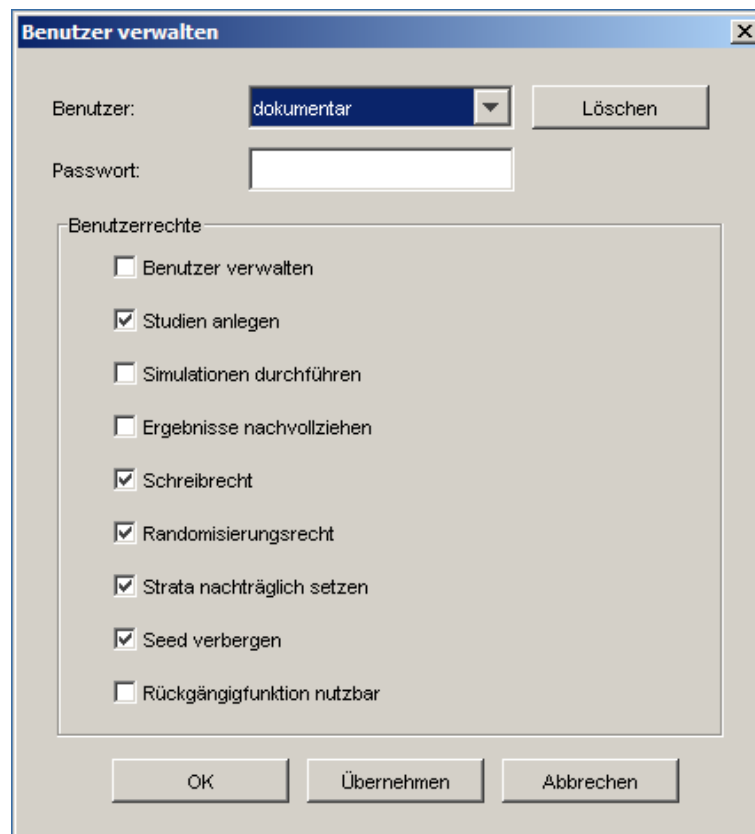 Benutzer verwalten
Benutzer: dokumentar Löschen
Passwort:
Benutzerrechte
Benutzer verwalten
Studien anlegen
Simulationen durchführen
Ergebnisse nachvollziehen
Schreibrecht
Randomisierungsrecht
Strata nachträglich setzen
Seed verbergen
Rückgängigfunktion nutzbar
OK Übernehmen Abbrechen